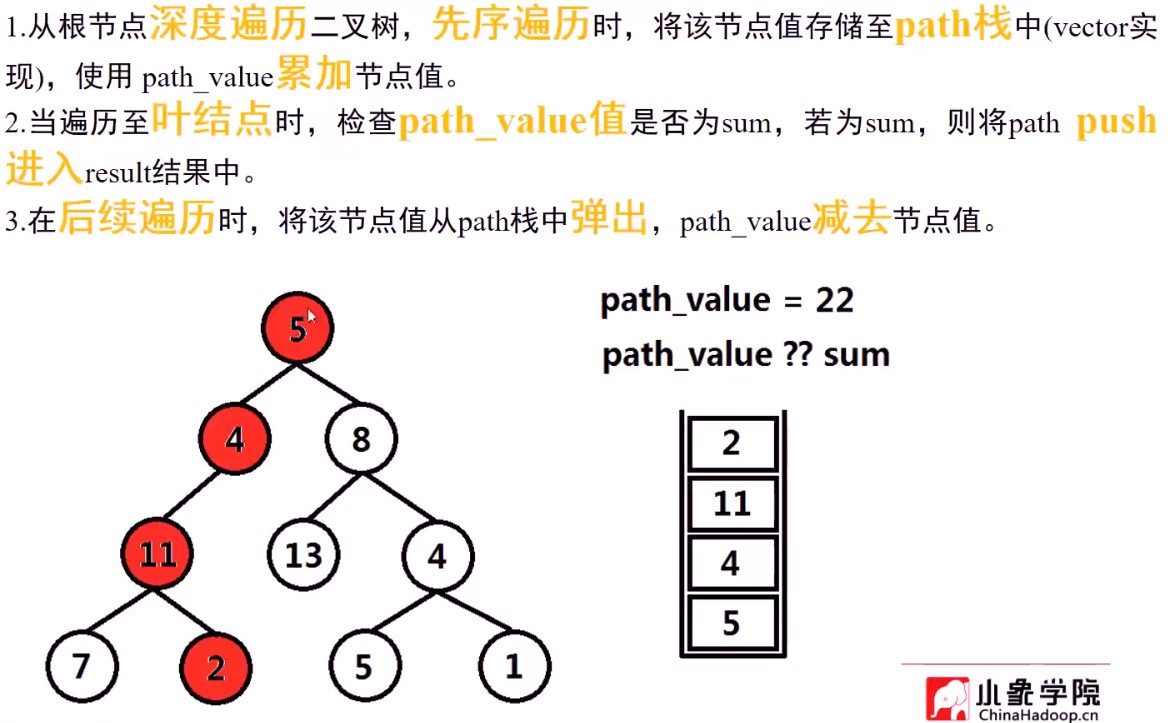 1.从根节点深度遍历二叉树，先序遍历时，将该节点值存储至path栈中(vector实
现)，使用 path_value累加节点值。
2.当遍历至叶结点时，检查path_value值是否为sum，若为sum，则将path push
进入result结果中。
3.在后续遍历时，将该节点值从path栈中弹出，path_value减去节点值。
path_value = 22
5
path_value ?? sum
4
8
2
11
11
13
4
4
5
7
2
5
1
小象学院
ChinaHadoop.cn